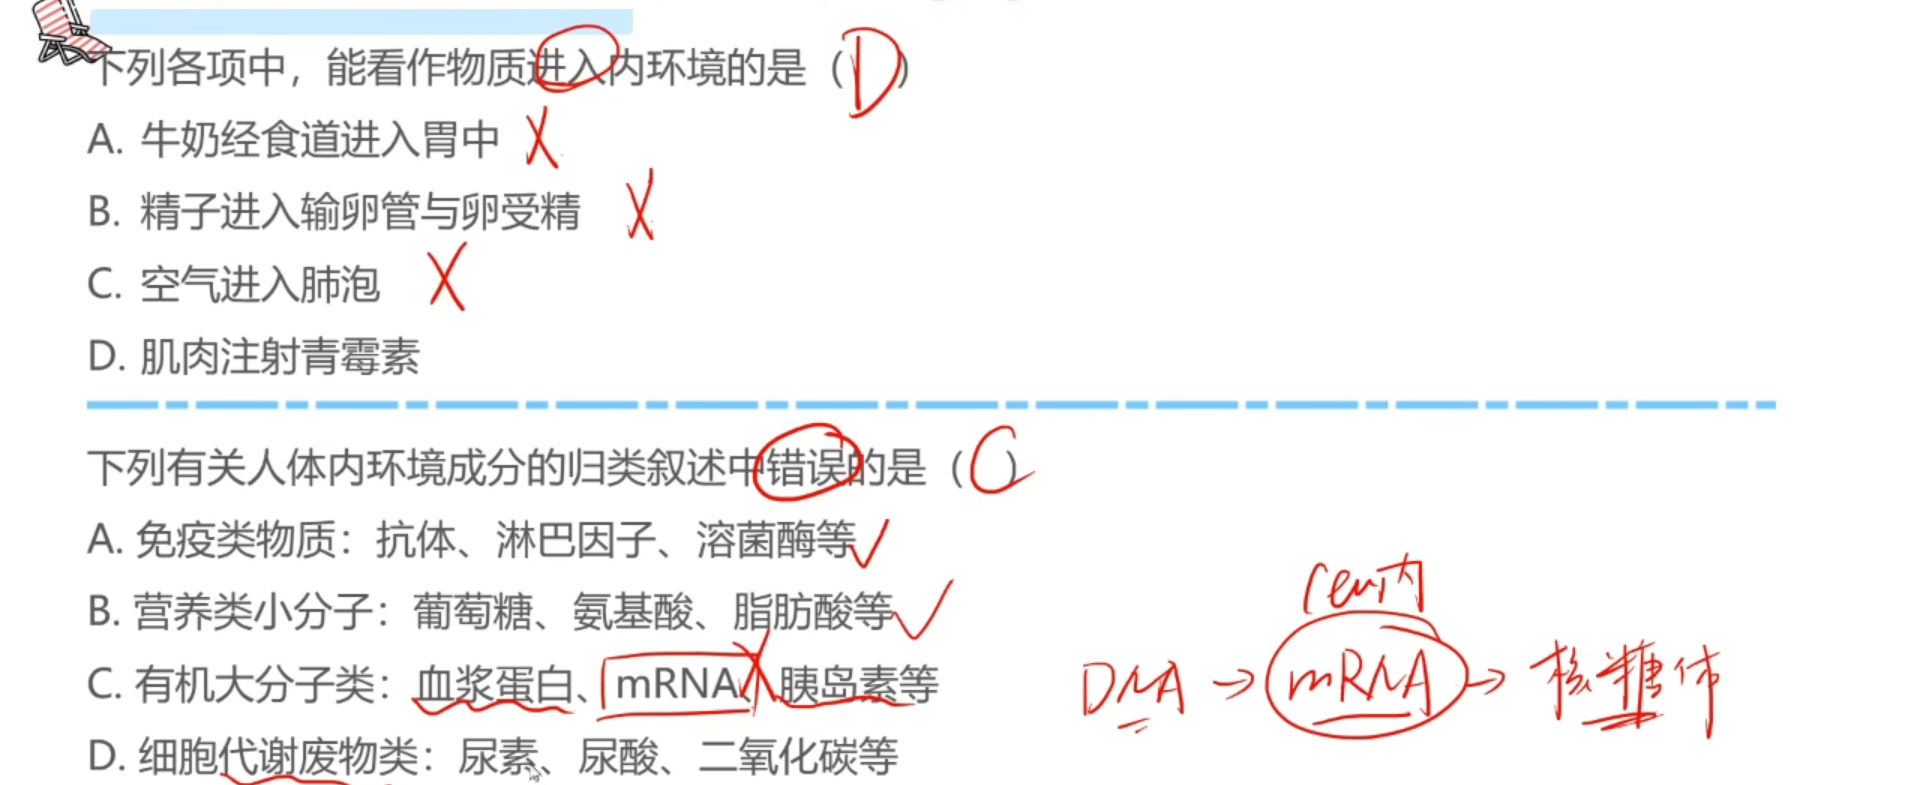 下列各项中，能看作物质进入内环境的是（D）
A. 牛奶经食道进入胃中
B. 精子进入输卵管与卵受精
C. 空气进入肺泡
D. 肌肉注射青霉素
下列有关人体内环境成分的归类叙述中错误的是（C）
A. 免疫类物质：抗体、淋巴因子、溶菌酶等
B. 营养类小分子：葡萄糖、氨基酸、脂肪酸等
C. 有机大分子类：血浆蛋白、mRNA、胰岛素等
D. 细胞代谢废物类：尿素、尿酸、二氧化碳等
cell内
DNA → mRNA → 核糖体